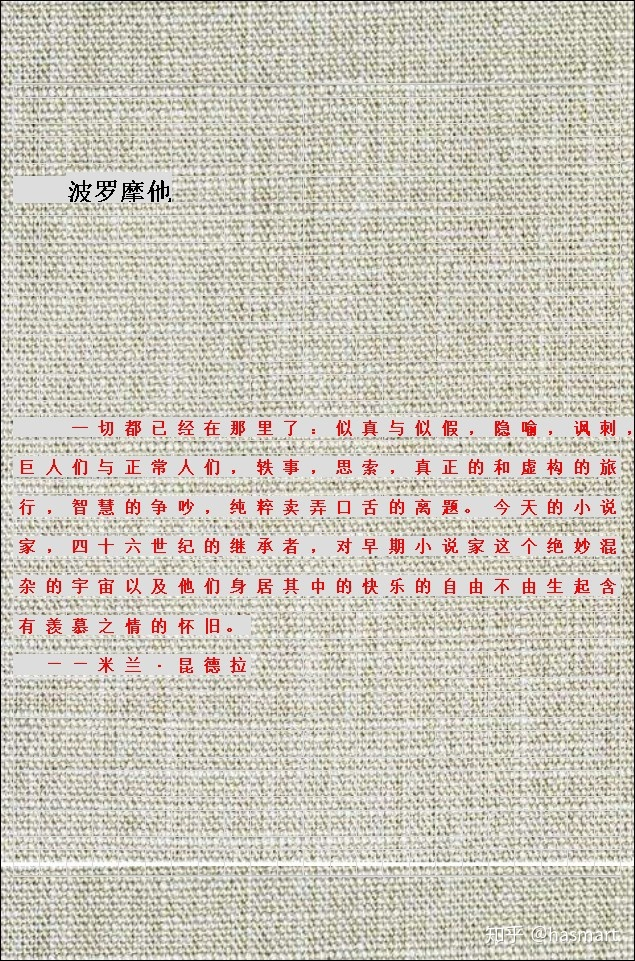 波罗摩他
一切都已经在那里了：似真与似假，隐喻，讽刺，
巨人们与正常人们，轶事，思索，真正的和虚构的旅
行，智慧的争吵，纯粹卖弄口舌的离题。今天的小说
家，四十六世纪的继承者，对早期小说家这个绝妙混
杂的宇宙以及他们身居其中的快乐的自由不由生起含
有羡慕之情的怀旧。
一一米兰·昆德拉
知乎 @hasmart